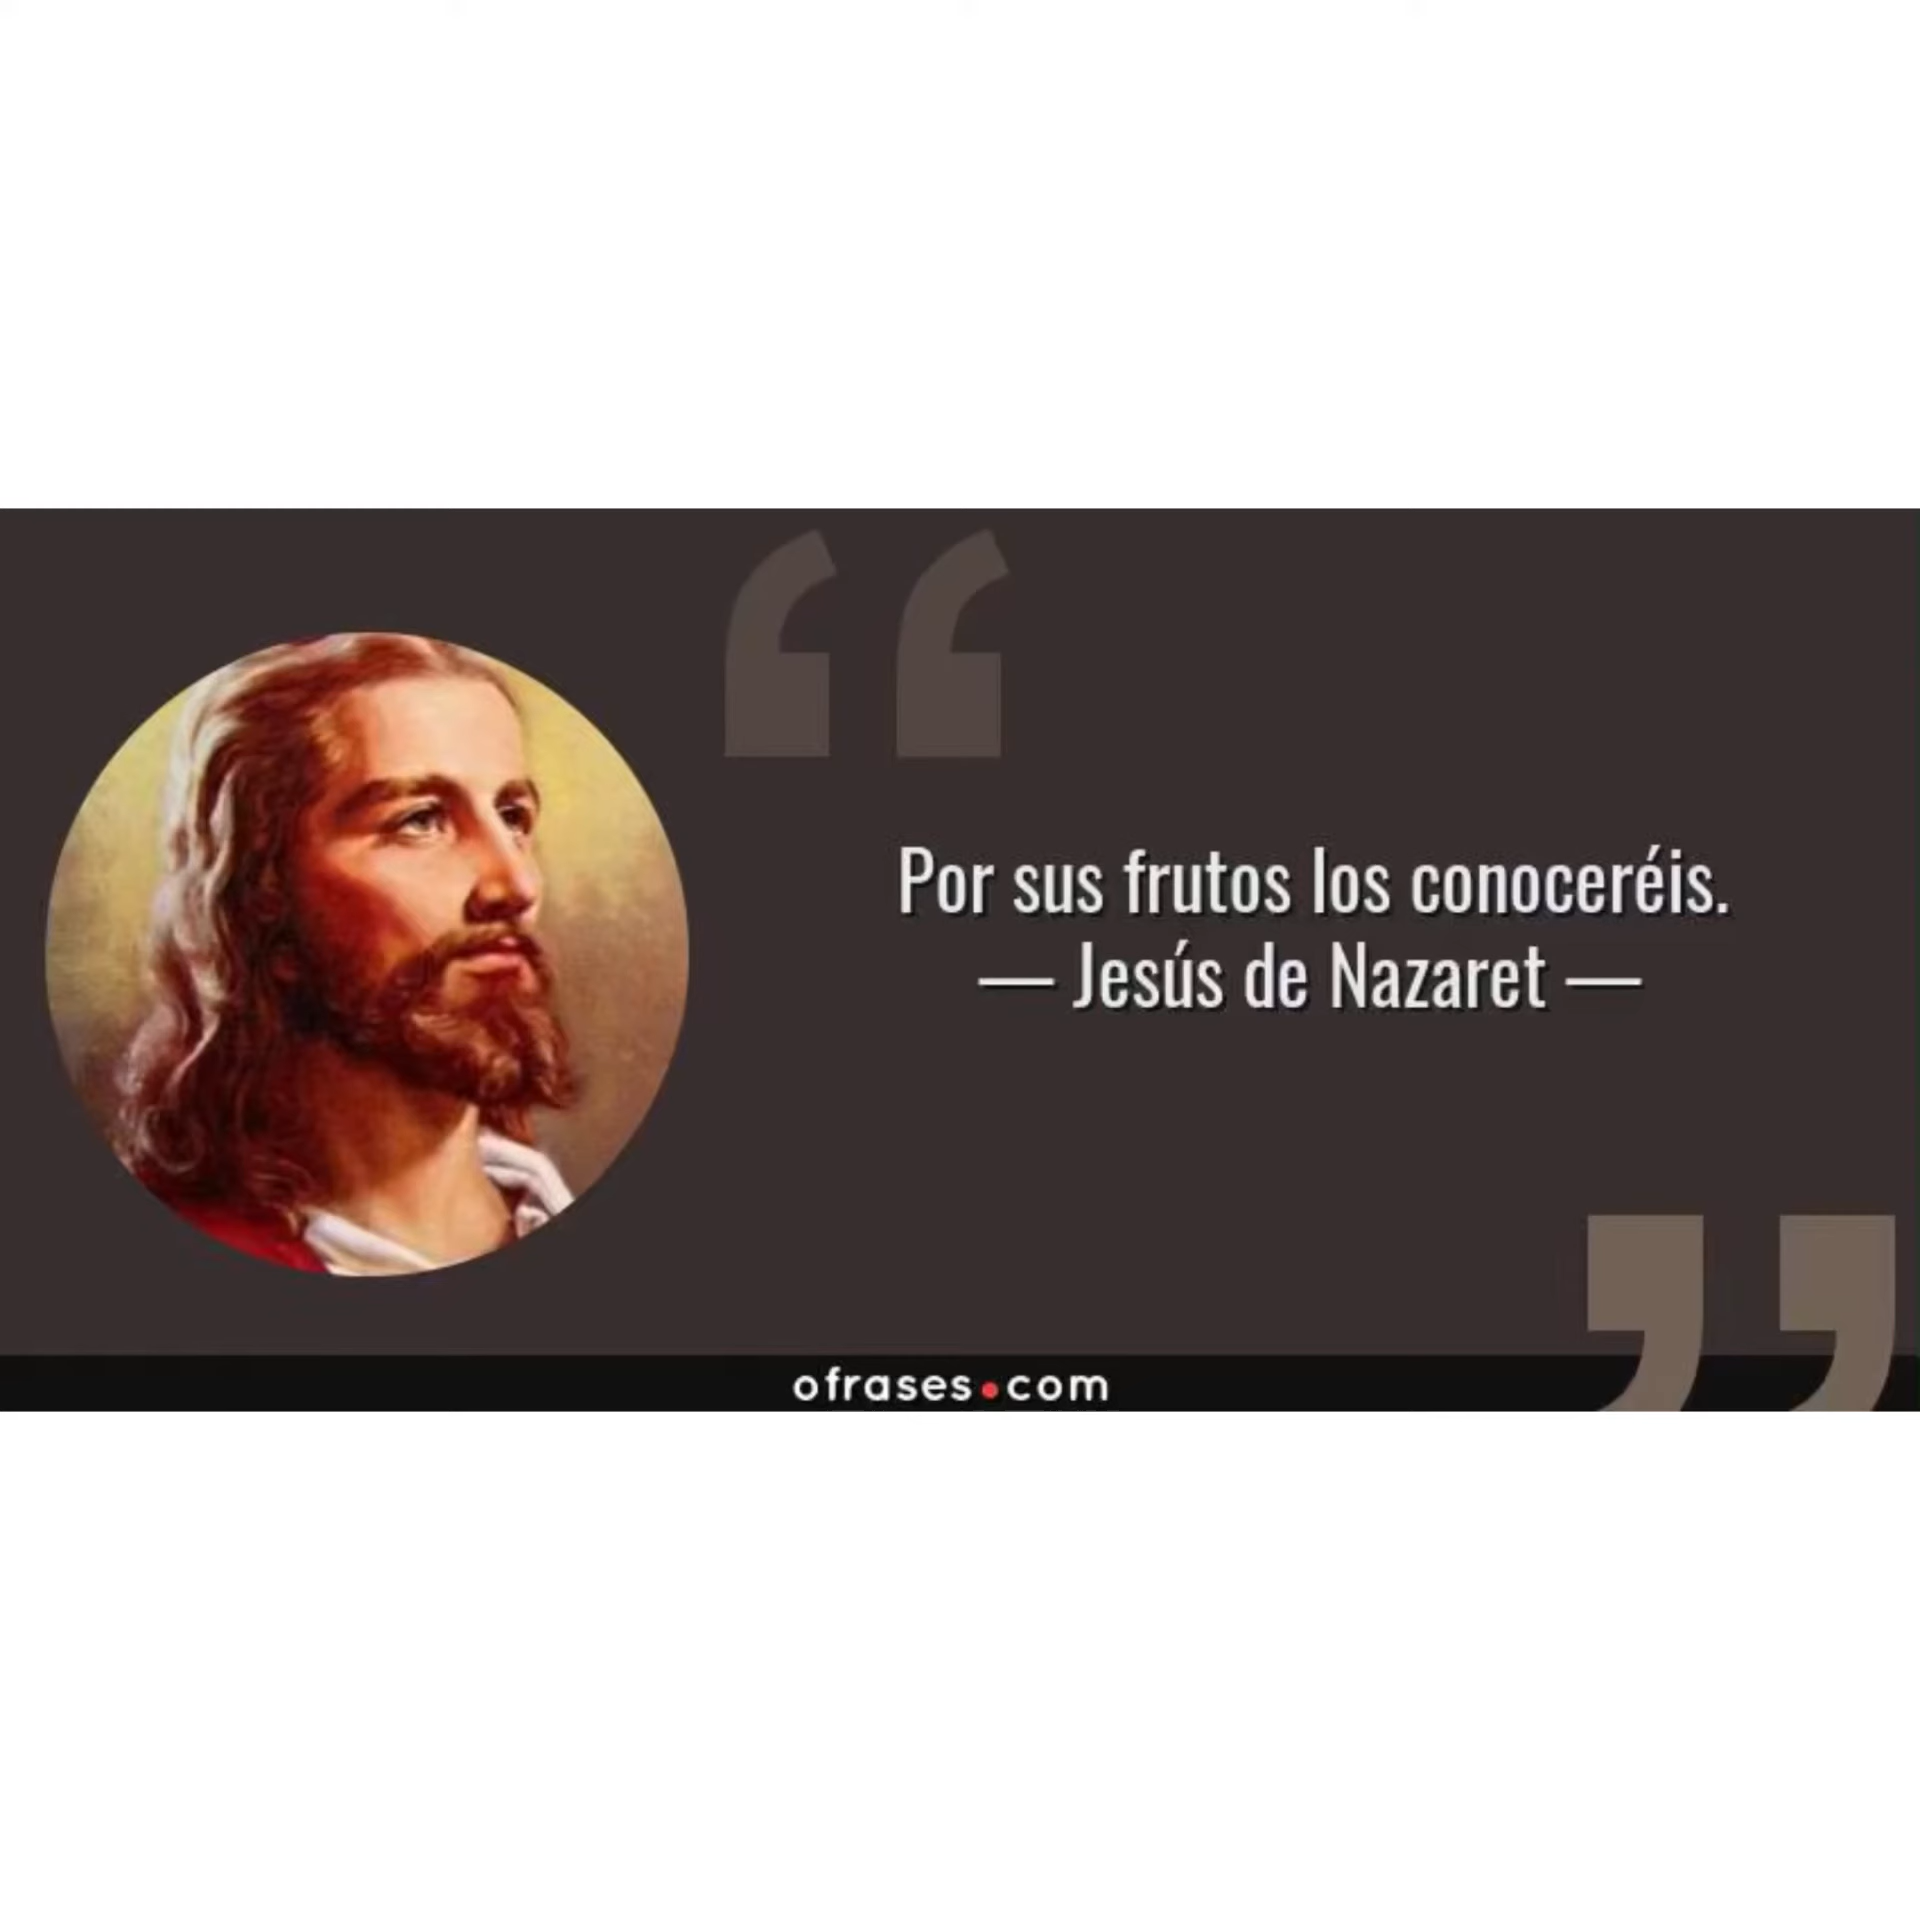 Por sus frutos los conoceréis.
— Jesús de Nazaret —
ofrases.com